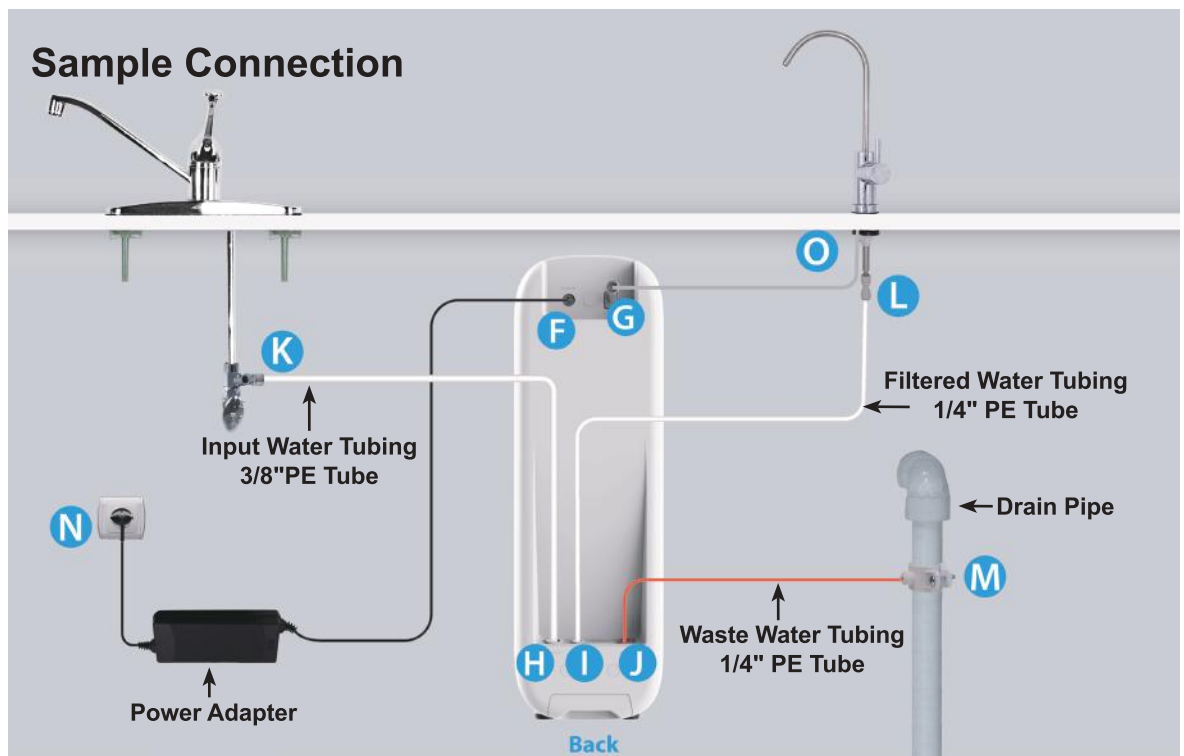 Sample Connection
O
L
G
F
K
Filtered Water Tubing
1/4" PE Tube
Input Water Tubing
3/8"PE Tube
Drain Pipe
N
M
Waste Water Tubing
1/4" PE Tube
H
I
J
Power Adapter
Back